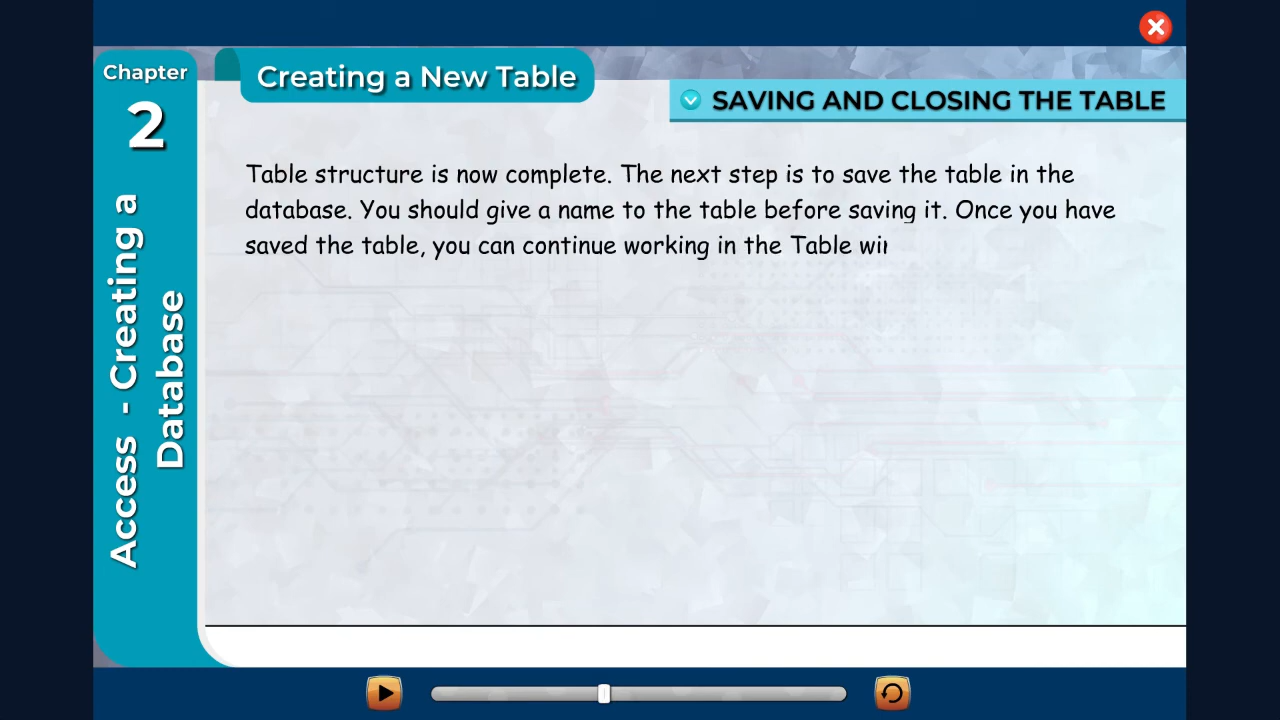 Chapter
2
Access - Creating a
Database
Creating a New Table
SAVING AND CLOSING THE TABLE
Table structure is now complete. The next step is to save the table in the
database. You should give a name to the table before saving it. Once you have
saved the table, you can continue working in the Table